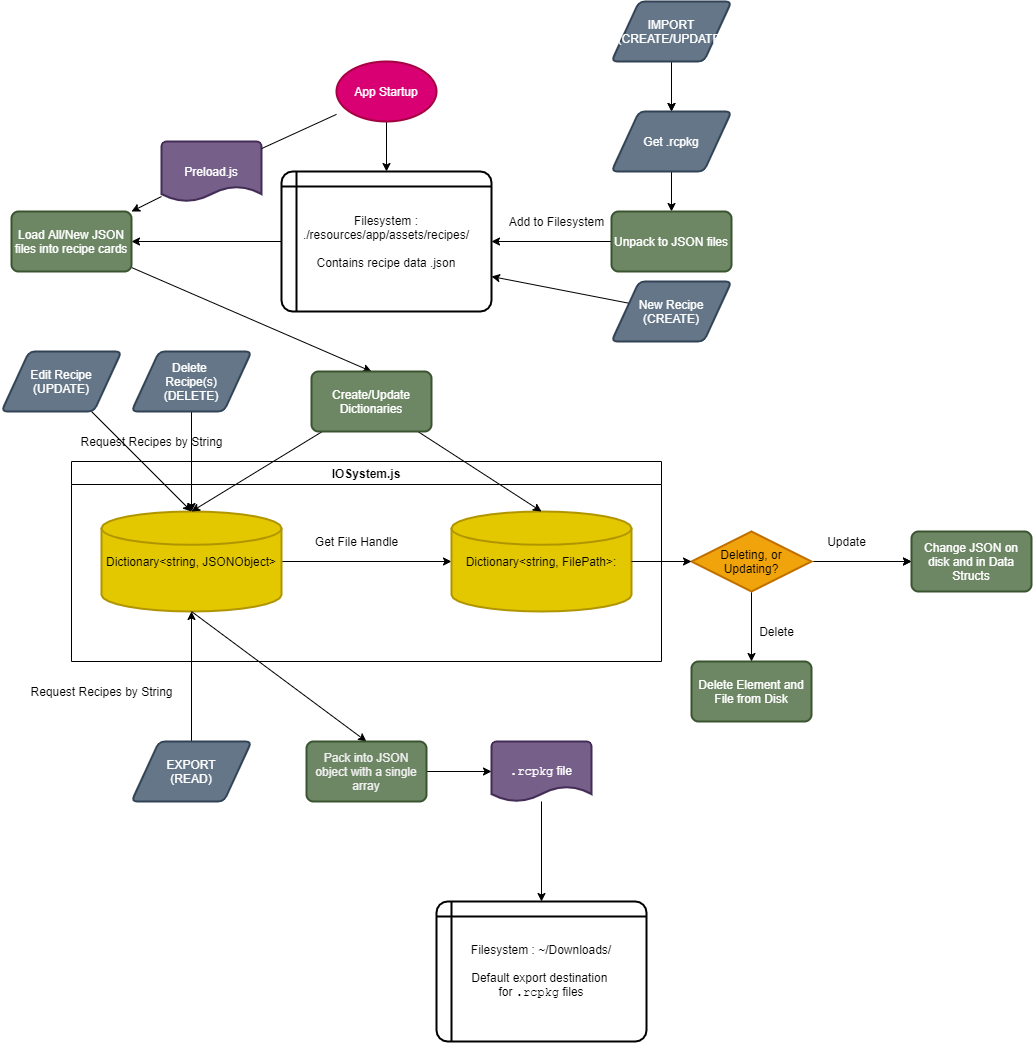 IMPORT
(CREATE/UPDATE
App Startup
Get .rcpkg
Preload.js
Filesystem :
./resources/app/assets/recipes/
Contains recipe data .json
Add to Filesystem
Unpack to JSON files
Load All/New JSON
files into recipe cards
New Recipe
(CREATE)
Edit Recipe
(UPDATE)
Delete
Recipe(s)
(DELETE)
Create/Update
Dictionaries
Request Recipes by String
IOSystem.js
Dictionary<string, JSONObject>
Get File Handle
Dictionary<string, FilePath>:
Deleting, or
Updating?
Update
Change JSON on
disk and in Data
Structs
Delete
Delete Element and
File from Disk
Request Recipes by String
EXPORT
(READ)
Pack into JSON
object with a single
array
.rcpkg file
Filesystem : ~/Downloads/
Default export destination
for .rcpkg files